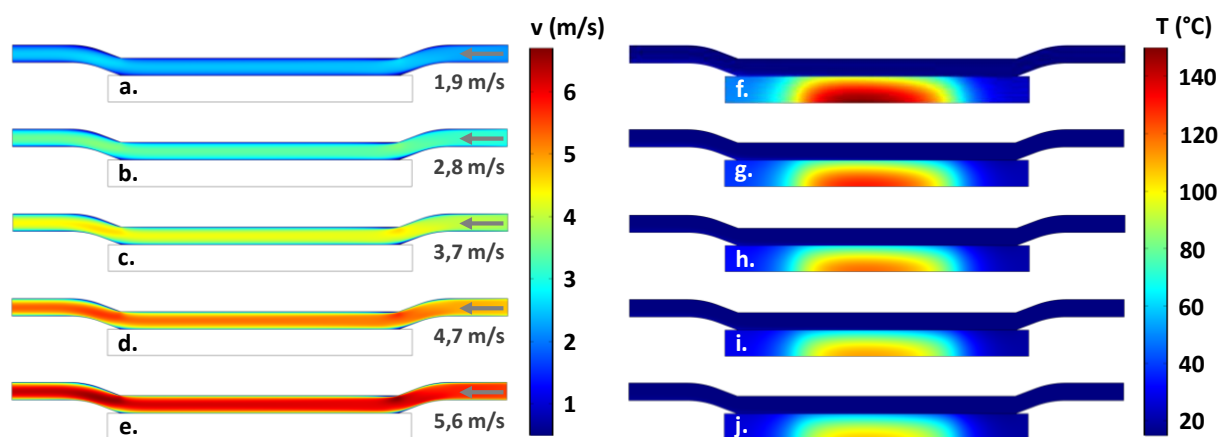 v (m/s)
T (°C)
a.
1,9 m/s
b.
2,8 m/s
c.
3,7 m/s
d.
4,7 m/s
e.
5,6 m/s
6
5
4
3
2
1
f.
g.
h.
i.
j.
140
120
100
80
60
40
20